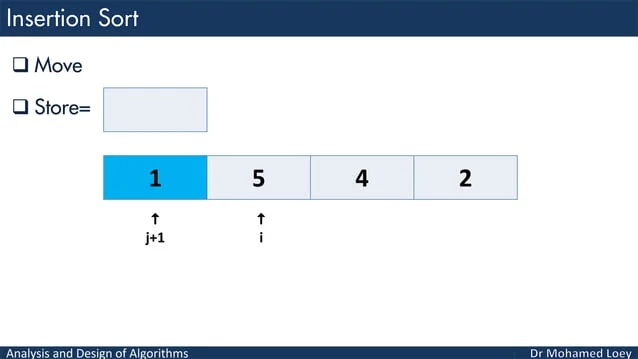 Insertion Sort
Move
Store=
1 5 4 2
j+1 i
Analysis and Design of Algorithms Dr Mohamed Loey